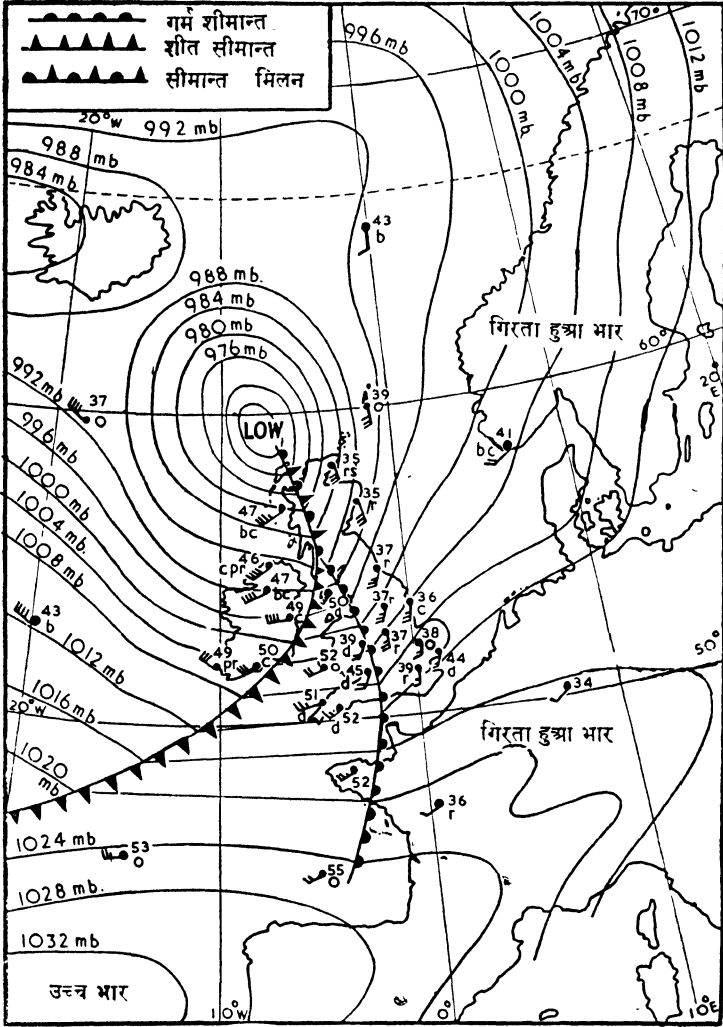 गर्म शीमान्त
शीत सीमान्त
सीमान्त मिलन
996 mb
1000 mb.
1004 mb
1008 mb
1012 mb
70°
20°W
992 mb
988 mb
984 mb
43
b
988 mb.
984 mb
980 mb
976 mb
LOW
गिरता हुआ भार
60°
20°
E
992 mb
37
O
39
O
41
bc
996 mb
1000 mb
1004 mb.
1008 mb
35
rs
35
r
47
bc
46
cpr
47
bc
37
r
43
b
49
c
50
d
37
r
36
c
1012 mb
49
pr
50
c
52
O
39
d
37
r
38
O
44
d
39
r
45
d
50°
1016 mb
20°W
51
d
52
d
34
गिरता हुआ भार
1020
mb
52
36
r
1024 mb
53
O
55
O
1028 mb.
1032 mb
उच्च भार
10°W
0°
10°E